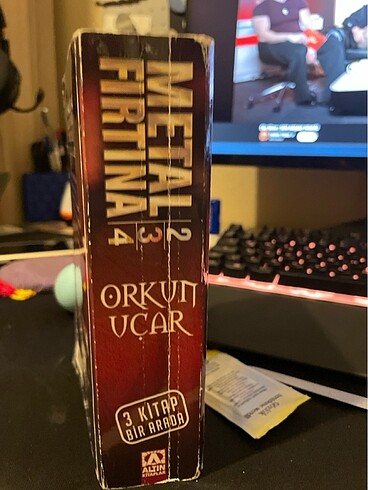 METAL
FIRTINA
2
3
4
ORKUN
UÇAR
3 KİTAP
BİR ARADA
ALTIN
KİTAPLAR